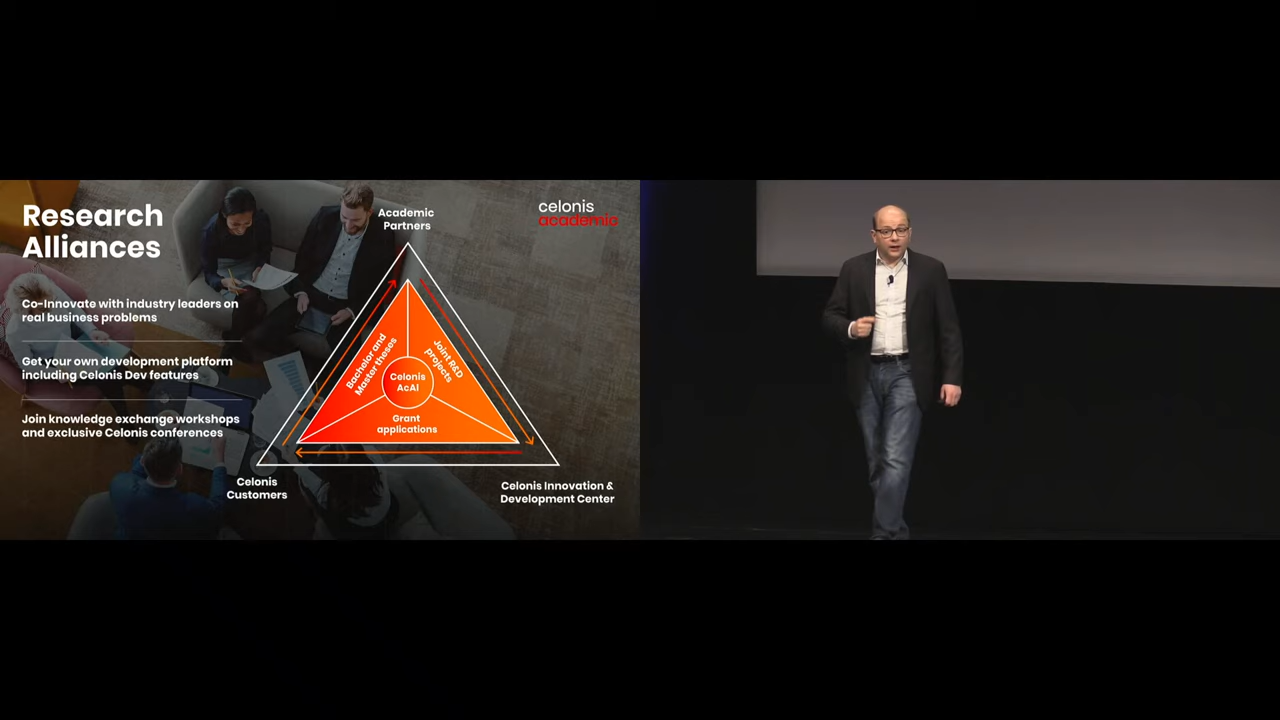 Research
Alliances
Co-Innovate with industry leaders on
real business problems
Get your own development platform
including Celonis Dev features
Join knowledge exchange workshops
and exclusive Celonis conferences
celonis
academic
Academic
Partners
Bachelor and
Master theses
Joint R&D
projects
Celonis
AcAI
Grant
applications
Celonis
Customers
Celonis Innovation &
Development Center